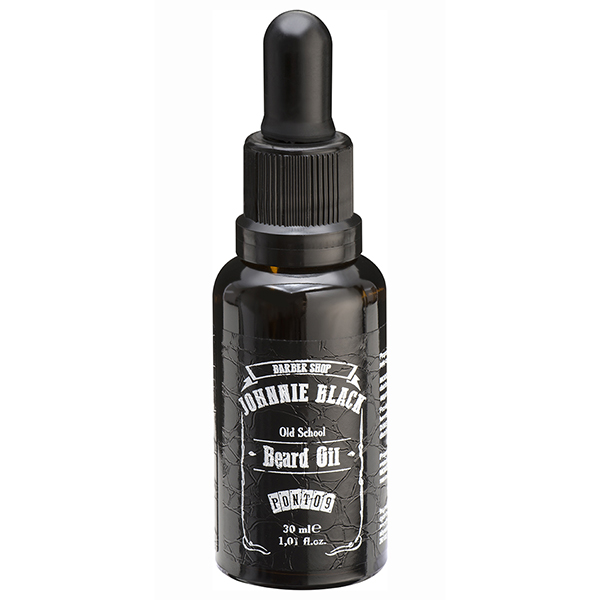 BARBER SHOP
JOHNNIE BLACK
Old School
Beard Oil
PONTO9
30 ml℮
1,01 fl.oz.